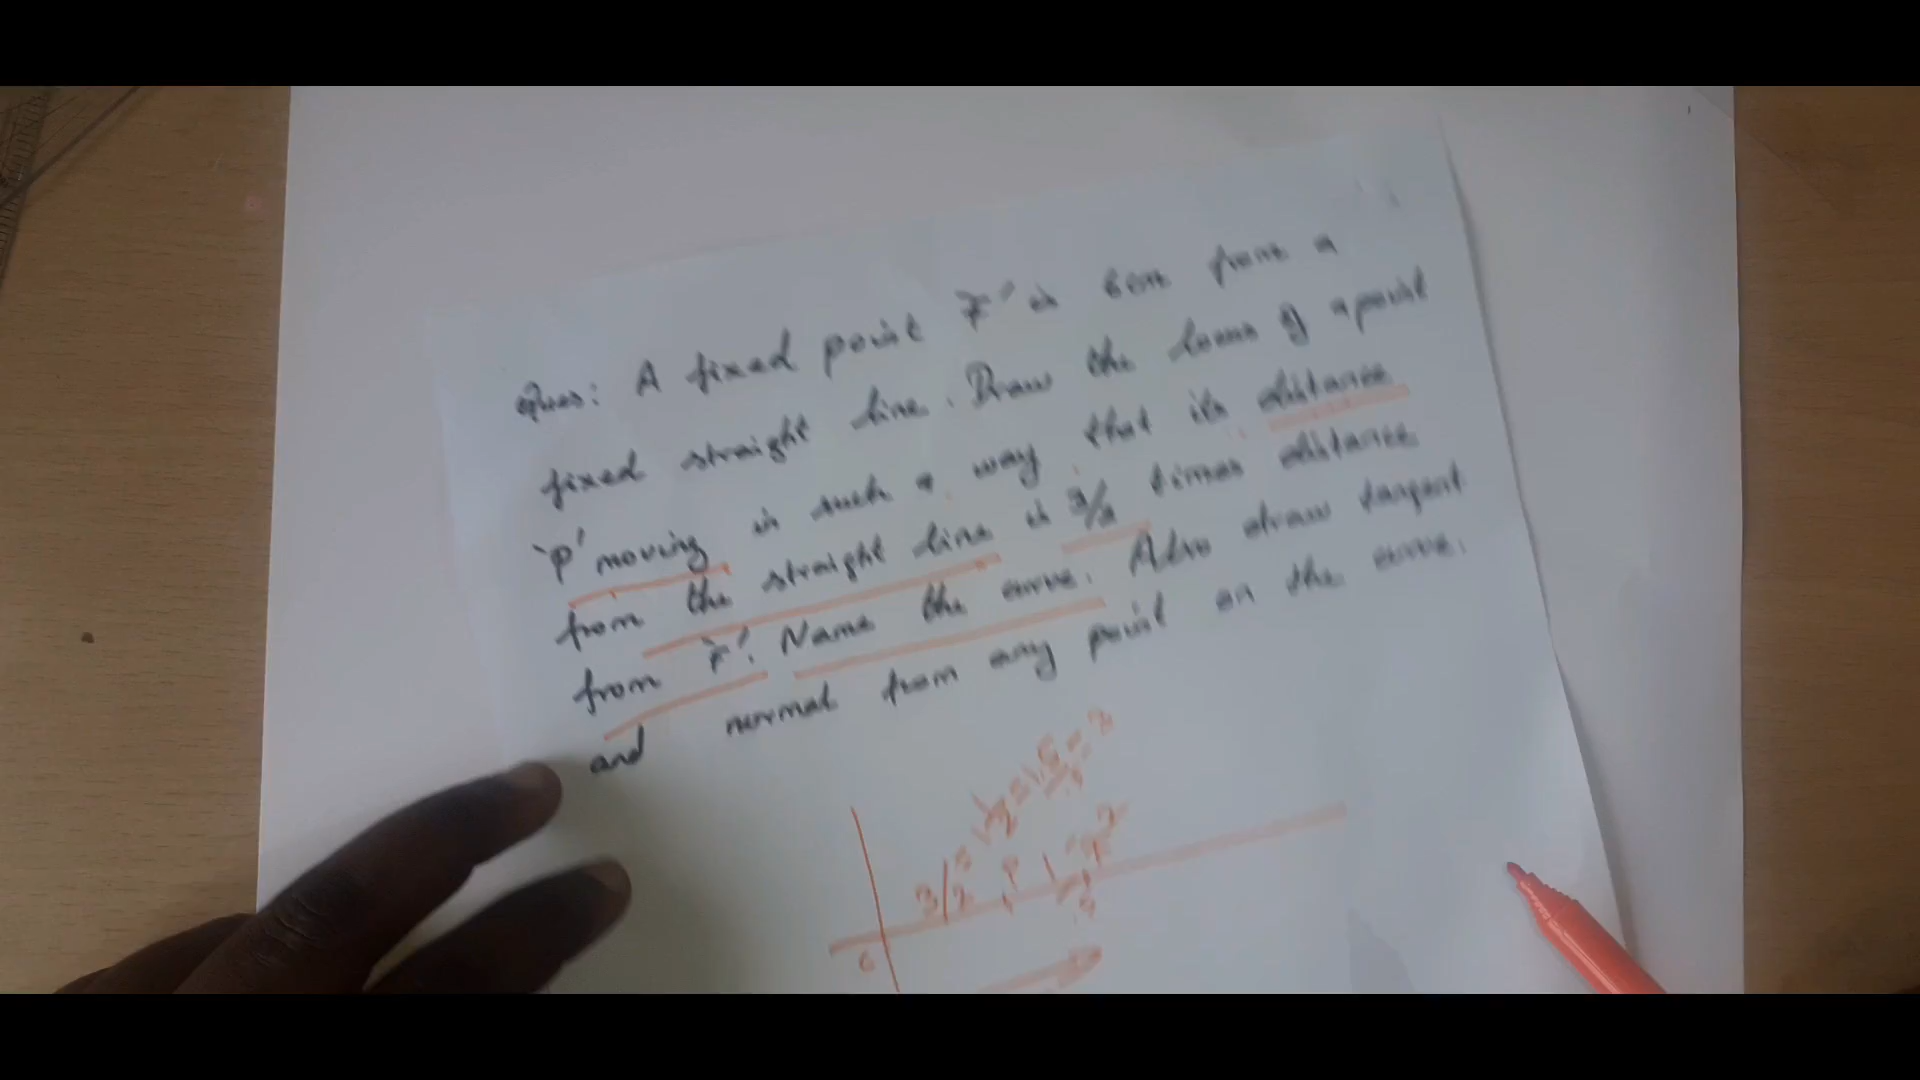 Ques: A fixed point F' is 6cm from a
fixed straight line. Draw the locus of a point
'P' moving in such a way that its distance
from the straight line is 3/2 times distance
from 'F'. Name the curve. Also draw tangent
and normal from any point on the curve.
3/2